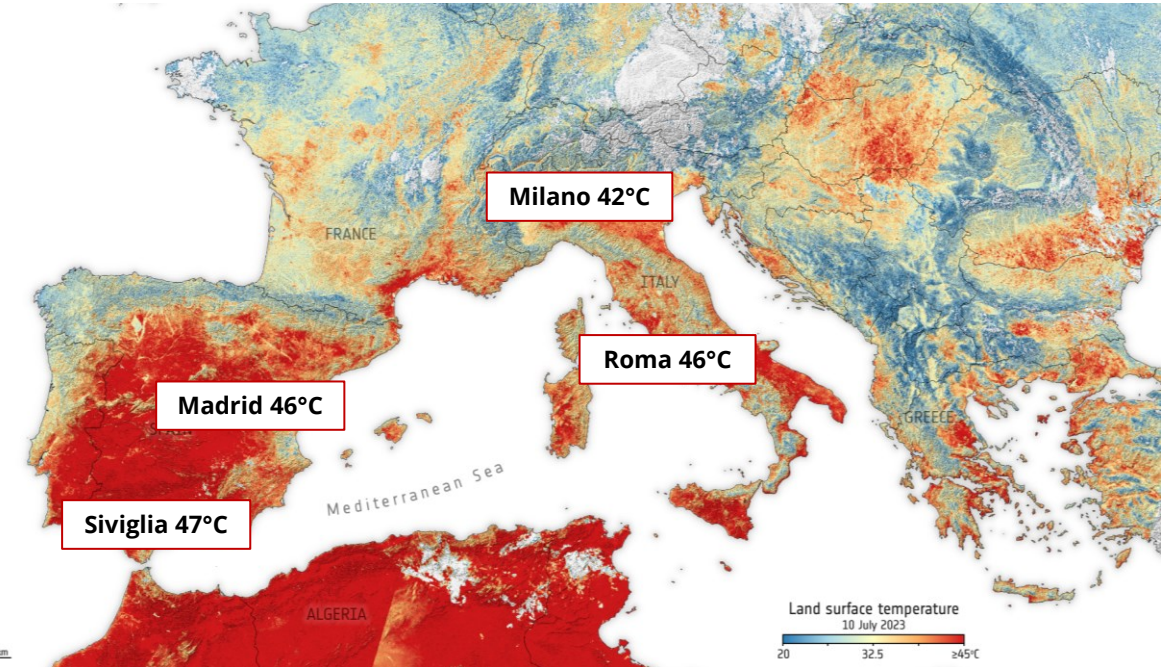 Milano 42°C
FRANCE
ITALY
Roma 46°C
Madrid 46°C
GREECE
Mediterranean Sea
Siviglia 47°C
ALGERIA
Land surface temperature
10 July 2023
20 32.5 ≥45°C